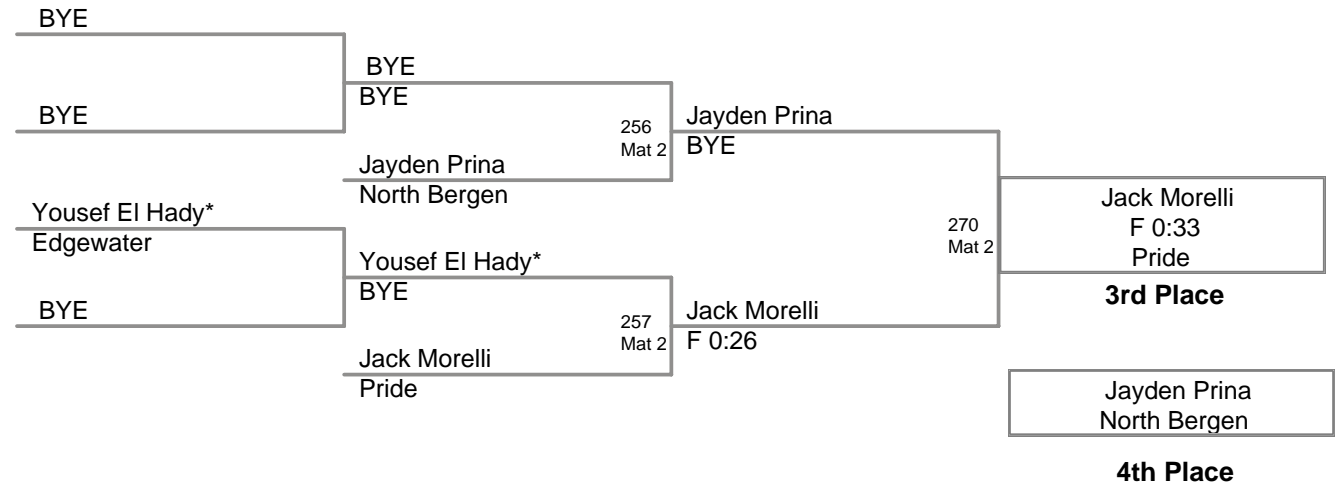 BYE
BYE
BYE
BYE
256
Mat 2
Jayden Prina
BYE
Jayden Prina
North Bergen
Yousef El Hady*
Edgewater
Yousef El Hady*
BYE
BYE
257
Mat 2
Jack Morelli
F 0:26
Jack Morelli
Pride
270
Mat 2
Jack Morelli
F 0:33
Pride
3rd Place
Jayden Prina
North Bergen
4th Place